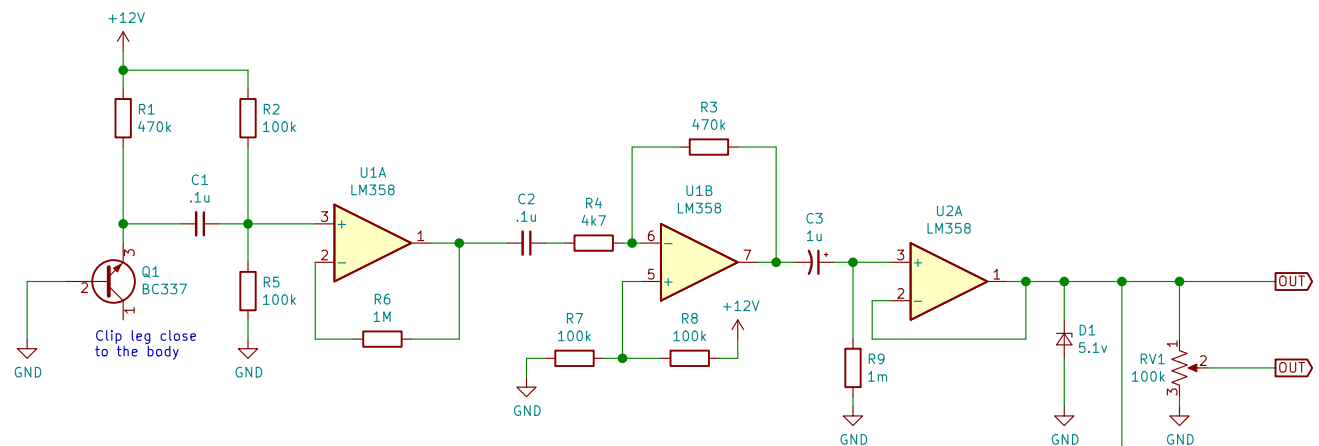 +12V
R1
470k
R2
100k
C1
.1u
3
2
Q1
BC337
1
Clip leg close
to the body
GND
R5
100k
GND
U1A
LM358
3
+
2
−
1
R6
1M
C2
.1u
R4
4k7
R3
470k
U1B
LM358
6
−
5
+
7
R7
100k
GND
R8
100k
+12V
C3
1u
+
R9
1m
GND
U2A
LM358
3
+
2
−
1
D1
5.1v
GND
RV1
100k
1
2
3
GND
OUT
OUT